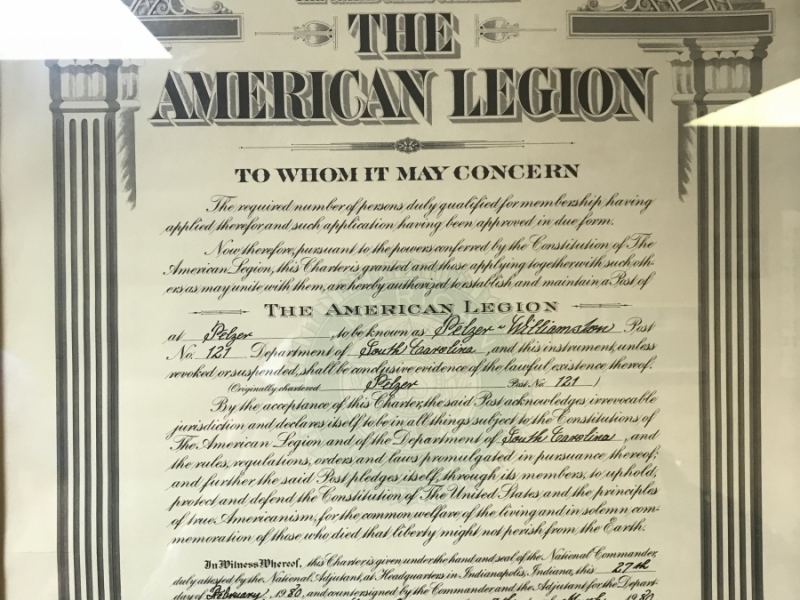 THE
AMERICAN LEGION
TO WHOM IT MAY CONCERN
The required number of persons duly qualified for membership having
applied therefor and such application having been approved in due form.
Now therefore, pursuant to the powers conferred by the Constitution of The
American Legion, this Charter is granted and those applying together with such oth-
ers as may unite with them, are hereby authorized to establish and maintain a Post of
THE AMERICAN LEGION
at Pelzer, to be known as Pelzer - Williamston Post
No. 121 Department of South Carolina, and this instrument, unless
revoked or suspended, shall be conclusive evidence of the lawful existence thereof.
(Originally chartered Pelzer Post No. 121)
By the acceptance of this Charter, the said Post acknowledges irrevocable
jurisdiction and declares itself to be in all things subject to the Constitutions of
The American Legion and of the Department of South Carolina, and
the rules, regulations, orders and laws promulgated in pursuance thereof;
and further the said Post pledges itself, through its members, to uphold,
protect and defend the Constitution of The United States and the principles
of true Americanism, for the common welfare of the living and in solemn com-
memoration of those who died that liberty might not perish from the Earth.
In Witness Whereof, this Charter is given under the hand and seal of the National Commander,
duly attested by the National Adjutant, at Headquarters in Indianapolis, Indiana, this 27th
day of February, 1980, and countersigned by the Commander and the Adjutant for the Depart-